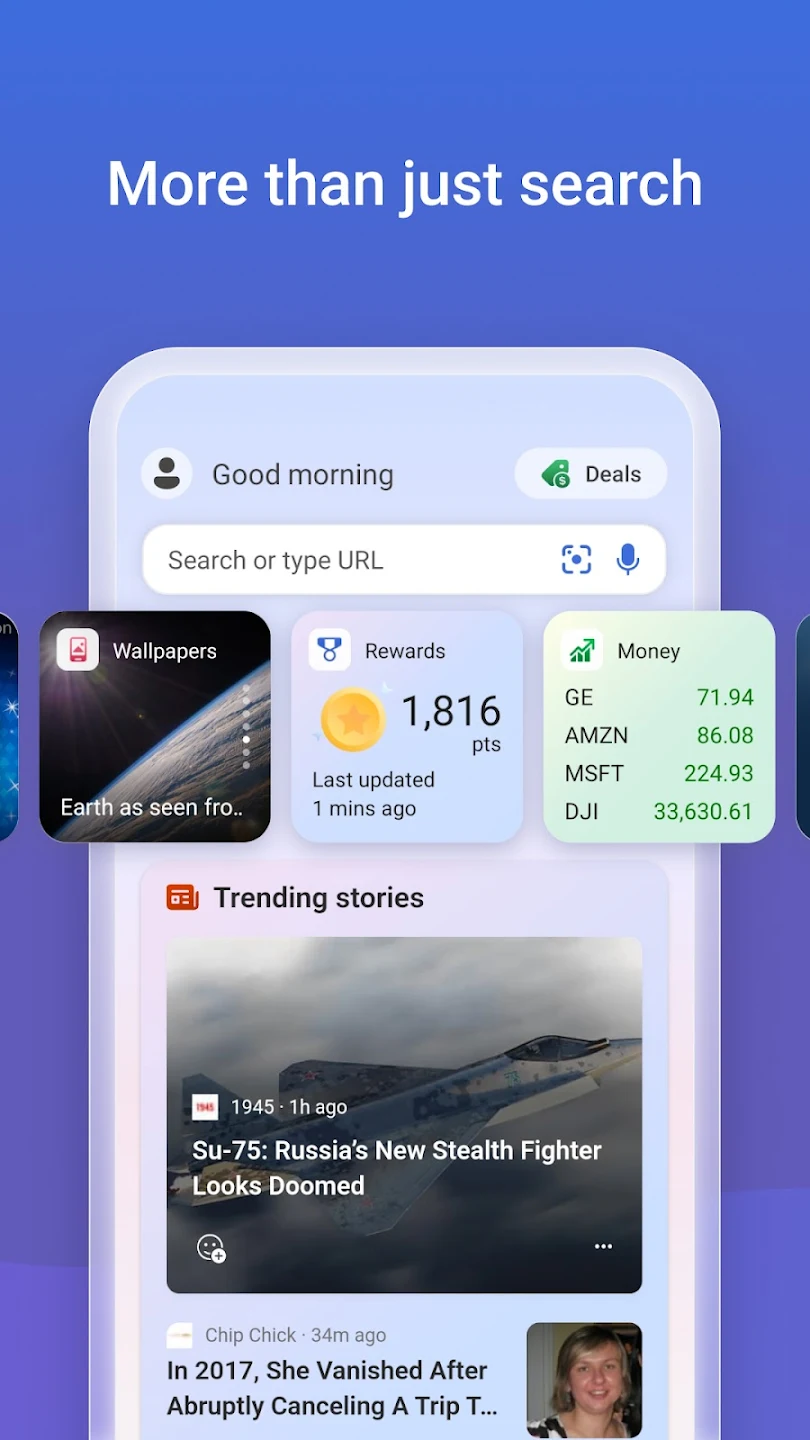 More than just search
Good morning
Deals
Search or type URL
on
Wallpapers
Earth as seen fro..
Rewards
1,816
pts
Last updated
1 mins ago
Money
GE 71.94
AMZN 86.08
MSFT 224.93
DJI 33,630.61
Trending stories
1945
1945 · 1h ago
Su-75: Russia’s New Stealth Fighter
Looks Doomed
Chip Chick · 34m ago
In 2017, She Vanished After
Abruptly Canceling A Trip T...